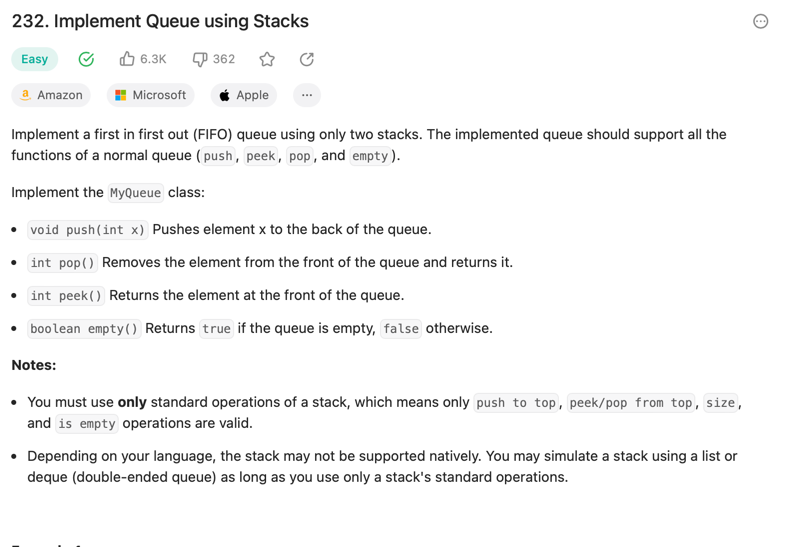 232. Implement Queue using Stacks
Easy 6.3K 362
Amazon Microsoft Apple ...
Implement a first in first out (FIFO) queue using only two stacks. The implemented queue should support all the
functions of a normal queue (push, peek, pop, and empty).
Implement the MyQueue class:
• void push(int x) Pushes element x to the back of the queue.
• int pop() Removes the element from the front of the queue and returns it.
• int peek() Returns the element at the front of the queue.
• boolean empty() Returns true if the queue is empty, false otherwise.
Notes:
• You must use only standard operations of a stack, which means only push to top, peek/pop from top, size,
and is empty operations are valid.
• Depending on your language, the stack may not be supported natively. You may simulate a stack using a list or
deque (double-ended queue) as long as you use only a stack's standard operations.